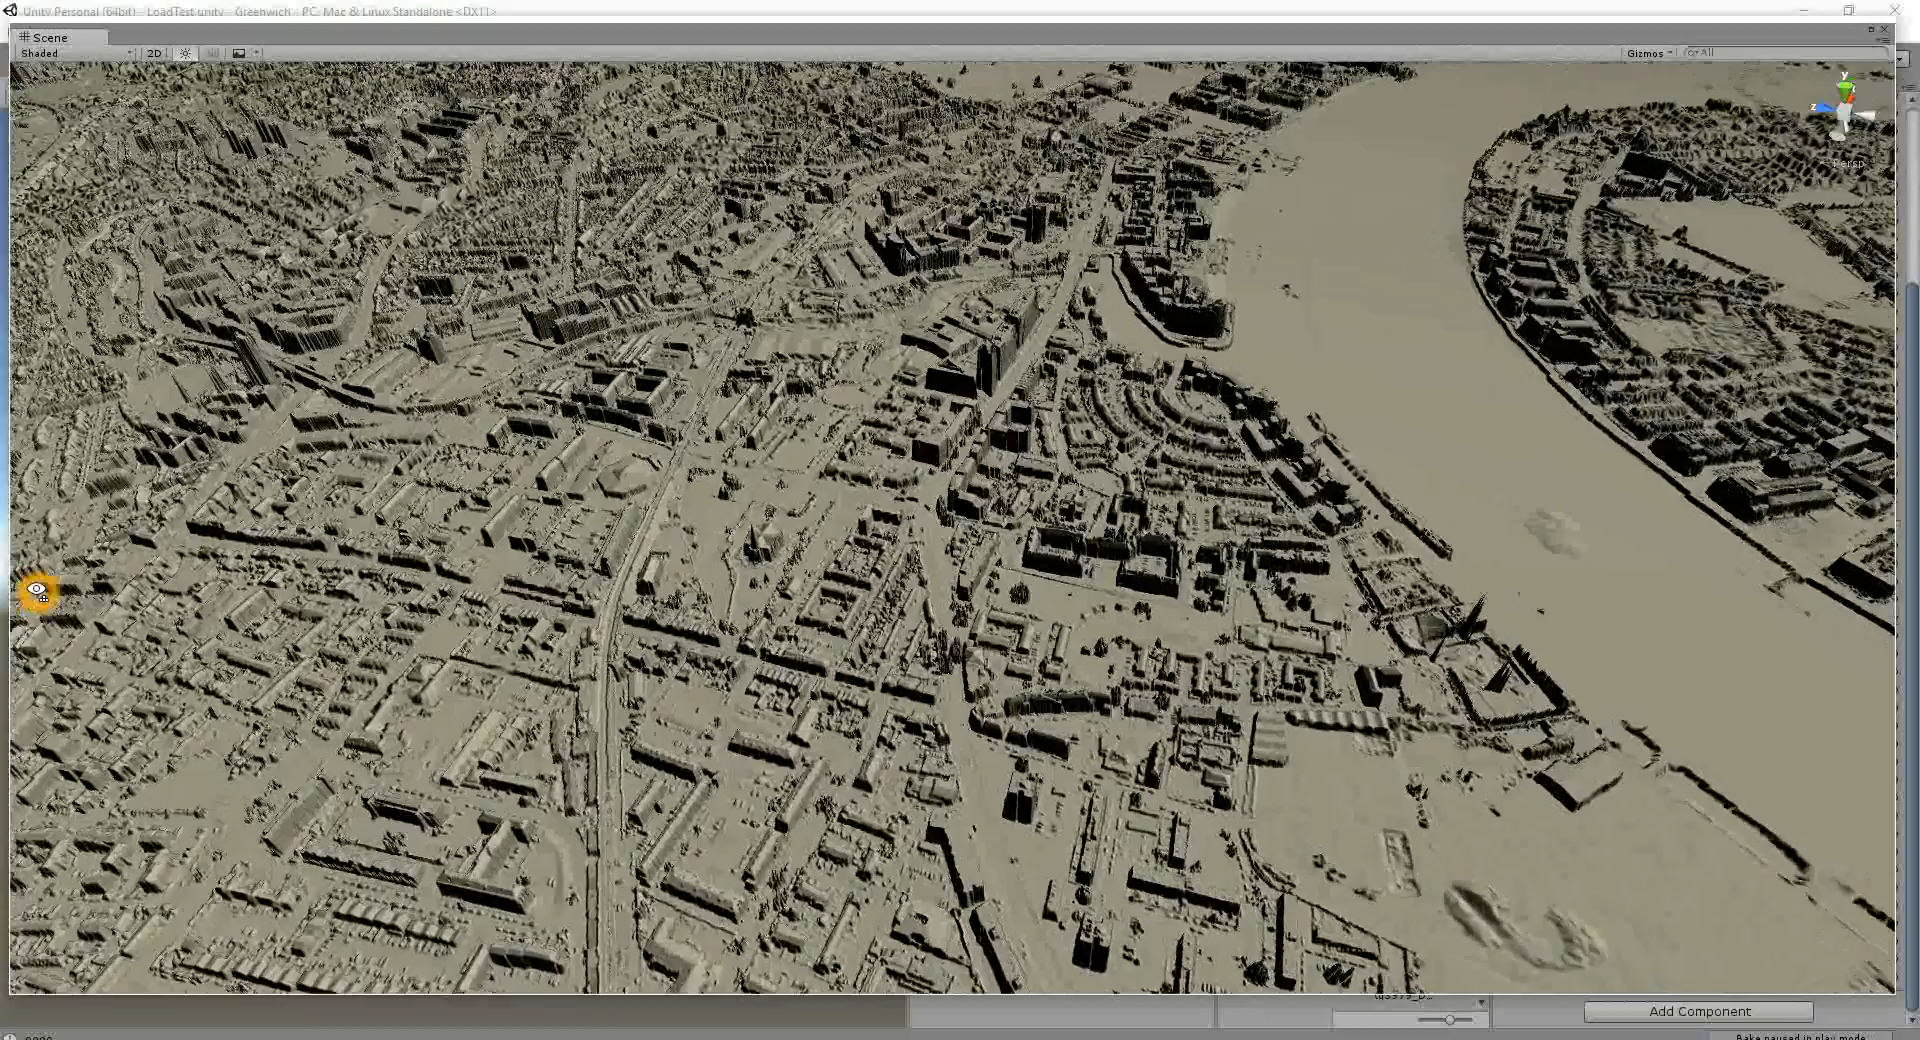 Unity Personal (64bit) - LoadTest.unity - Greenwich - PC, Mac & Linux Standalone <DX11>
Scene
Shaded
2D
Gizmos
All
y
z
Persp
Add Component
Bake paused in play mode